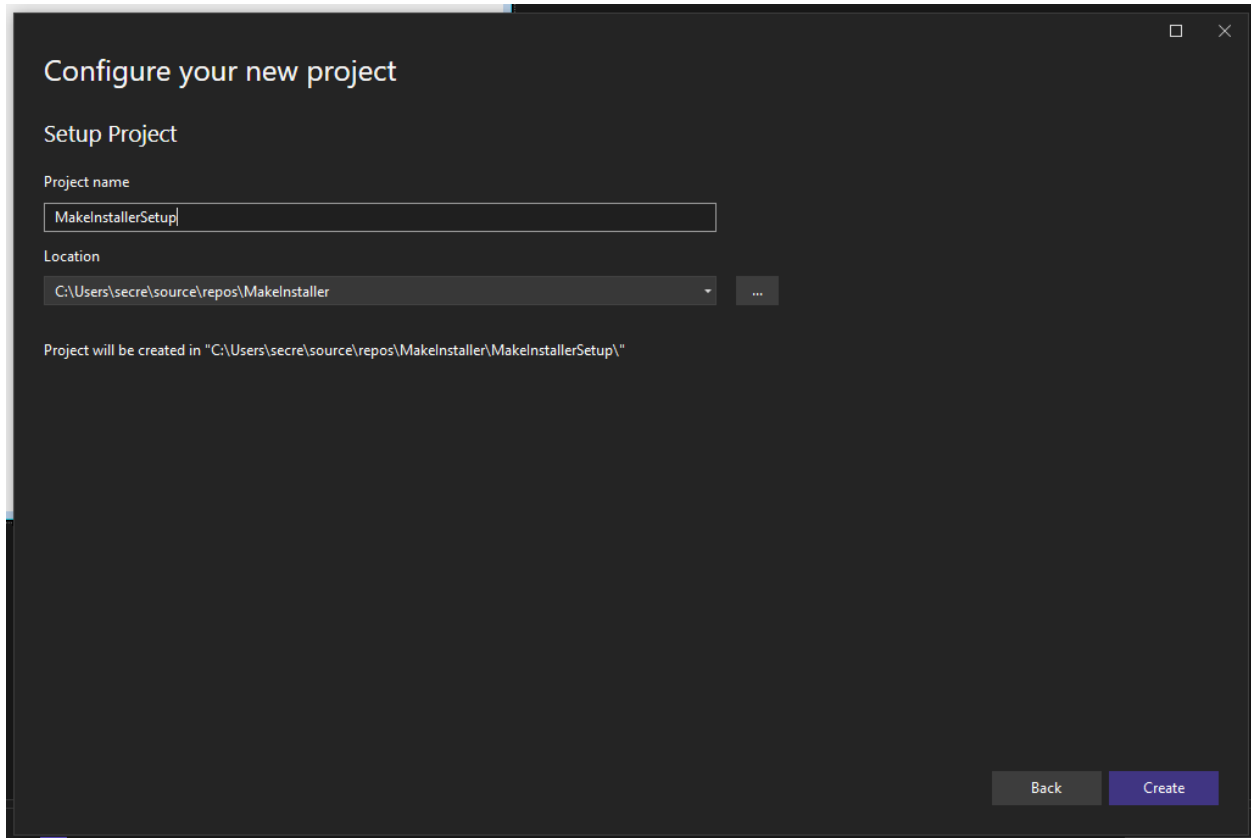 Configure your new project
Setup Project
Project name
MakeInstallerSetup
Location
C:\Users\secre\source\repos\MakeInstaller
...
Project will be created in "C:\Users\secre\source\repos\MakeInstaller\MakeInstallerSetup\"
Back
Create